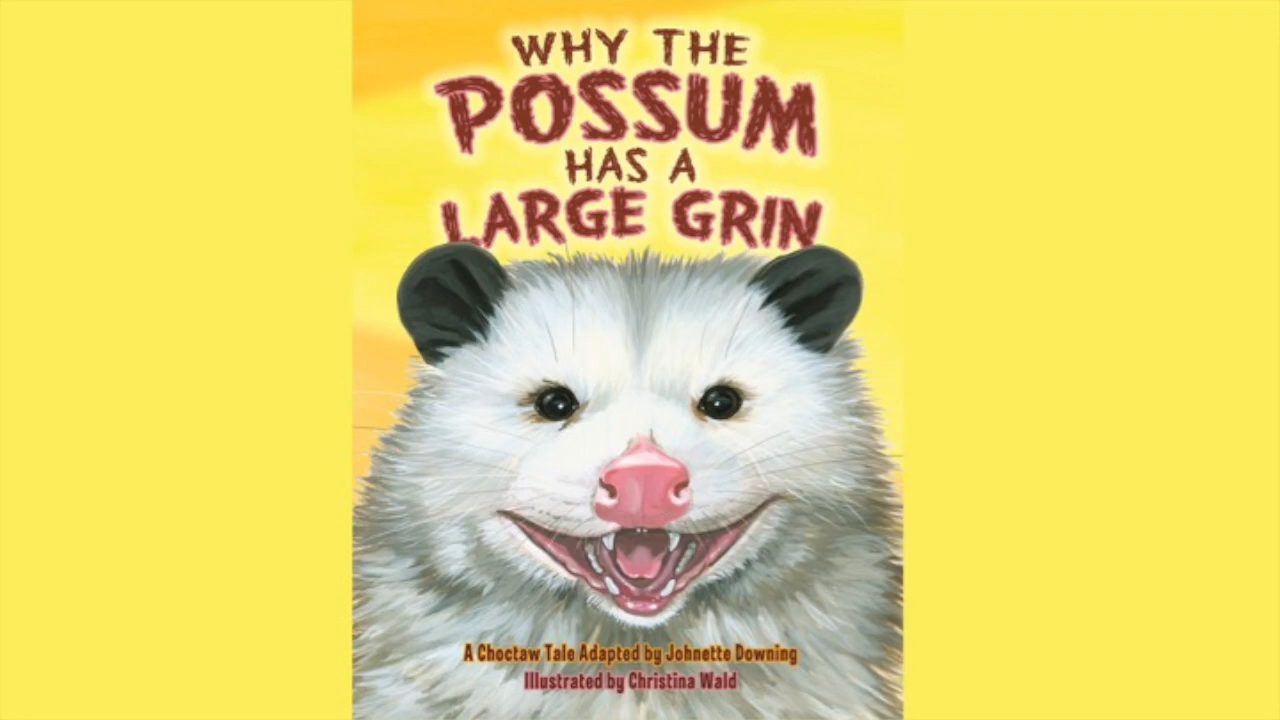 WHY THE
POSSUM
HAS A
LARGE GRIN
A Choctaw Tale Adapted by Johnette Downing
Illustrated by Christina Wald